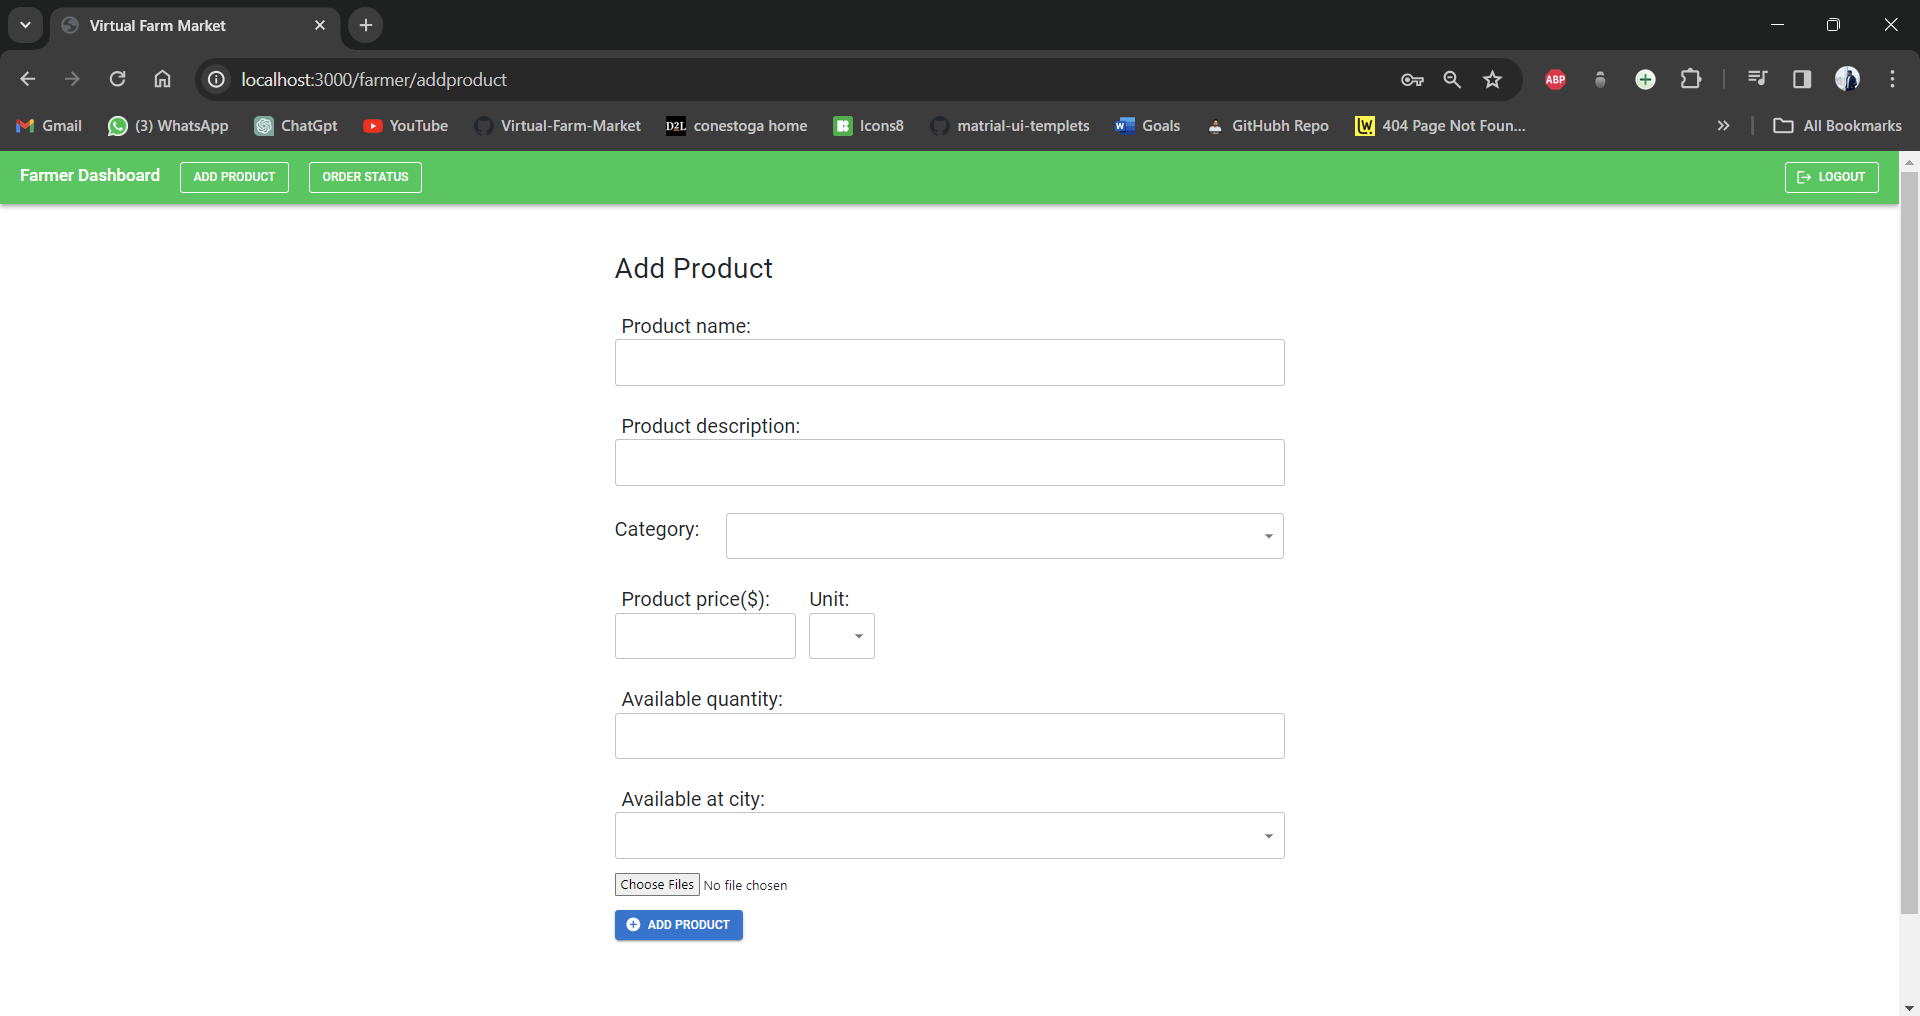 Virtual Farm Market
localhost:3000/farmer/addproduct
ABP
Gmail (3) WhatsApp ChatGpt YouTube Virtual-Farm-Market D2L conestoga home Icons8 matrial-ui-templets Goals GitHubh Repo 404 Page Not Foun... All Bookmarks
Farmer Dashboard ADD PRODUCT ORDER STATUS LOGOUT
Add Product
Product name:
Product description:
Category:
Product price($): Unit:
Available quantity:
Available at city:
Choose Files No file chosen
ADD PRODUCT